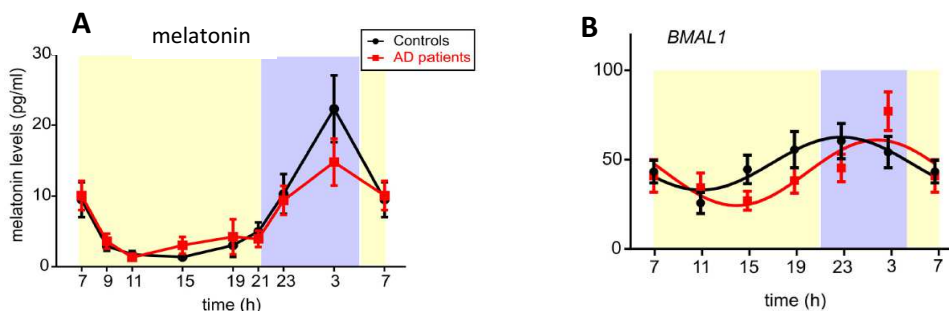 A
melatonin
Controls
AD patients
melatonin levels (pg/ml)
30
20
10
0
7 9 11 15 19 21 23 3 7
time (h)
B
BMAL1
100
50
0
7 11 15 19 23 3 7
time (h)